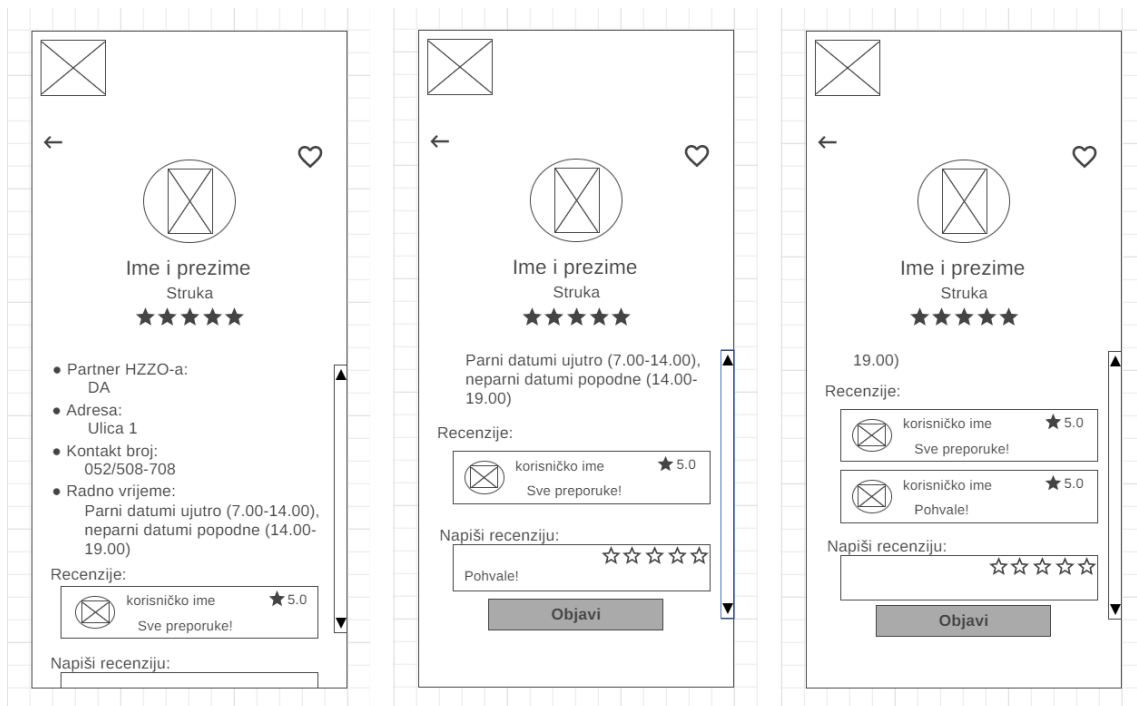 Ime i prezime
Struka
● Partner HZZO-a:
DA
● Adresa:
Ulica 1
● Kontakt broj:
052/508-708
● Radno vrijeme:
Parni datumi ujutro (7.00-14.00),
neparni datumi popodne (14.00-
19.00)
Recenzije:
korisničko ime
5.0
Sve preporuke!
Napiši recenziju:
Ime i prezime
Struka
Parni datumi ujutro (7.00-14.00),
neparni datumi popodne (14.00-
19.00)
Recenzije:
korisničko ime
5.0
Sve preporuke!
Napiši recenziju:
Pohvale!
Objavi
Ime i prezime
Struka
19.00)
Recenzije:
korisničko ime
5.0
Sve preporuke!
korisničko ime
5.0
Pohvale!
Napiši recenziju:
Objavi